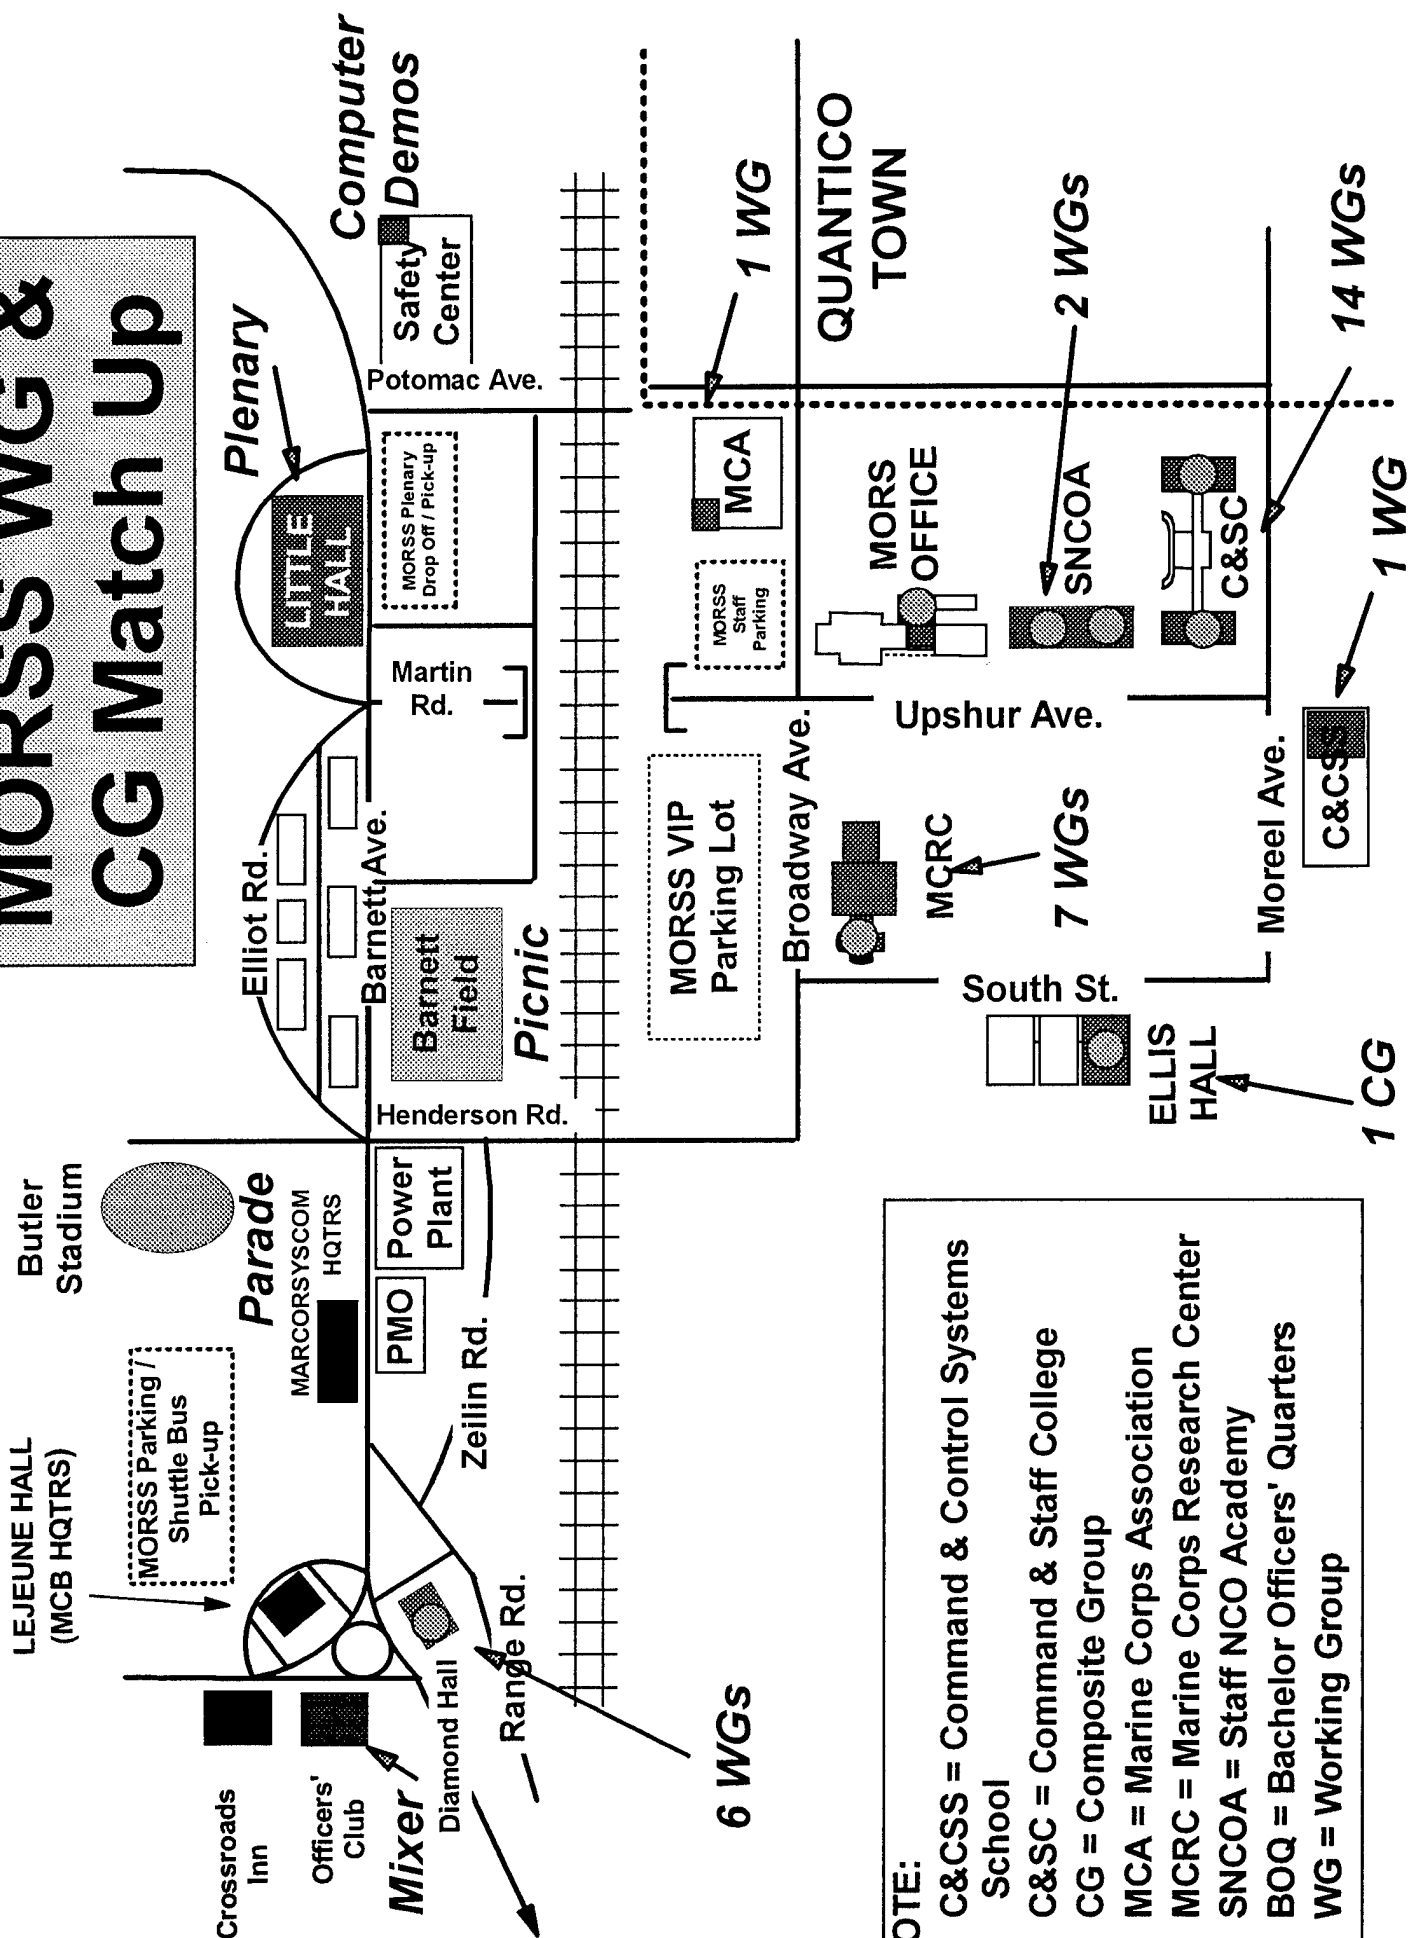 MORSS WG &
CG Match Up
LEJEUNE HALL
(MCB HQTRS)
Butler
Stadium
MORSS Parking /
Shuttle Bus
Pick-up
Crossroads
Inn
Officers'
Club
Mixer
Parade
MARCORSYSCOM
HQTRS
Elliot Rd.
Barnett Ave.
Plenary
LITTLE
HALL
Computer
Demos
Safety
Center
Potomac Ave.
MORSS Plenary
Drop Off / Pick-up
Martin
Rd.
Barnett
Field
Picnic
Henderson Rd.
Power
Plant
PMO
Zeilin Rd.
Diamond Hall
Range Rd.
6 WGs
MORSS VIP
Parking Lot
MORSS
Staff
Parking
MCA
1 WG
Broadway Ave.
QUANTICO
TOWN
MORS
OFFICE
MCRC
7 WGs
Upshur Ave.
SNCOA
2 WGs
South St.
ELLIS
HALL
1 CG
C&SC
14 WGs
Moreel Ave.
C&CSS
1 WG
OTE:
C&CSS = Command & Control Systems
School
C&SC = Command & Staff College
CG = Composite Group
MCA = Marine Corps Association
MCRC = Marine Corps Research Center
SNCOA = Staff NCO Academy
BOQ = Bachelor Officers' Quarters
WG = Working Group